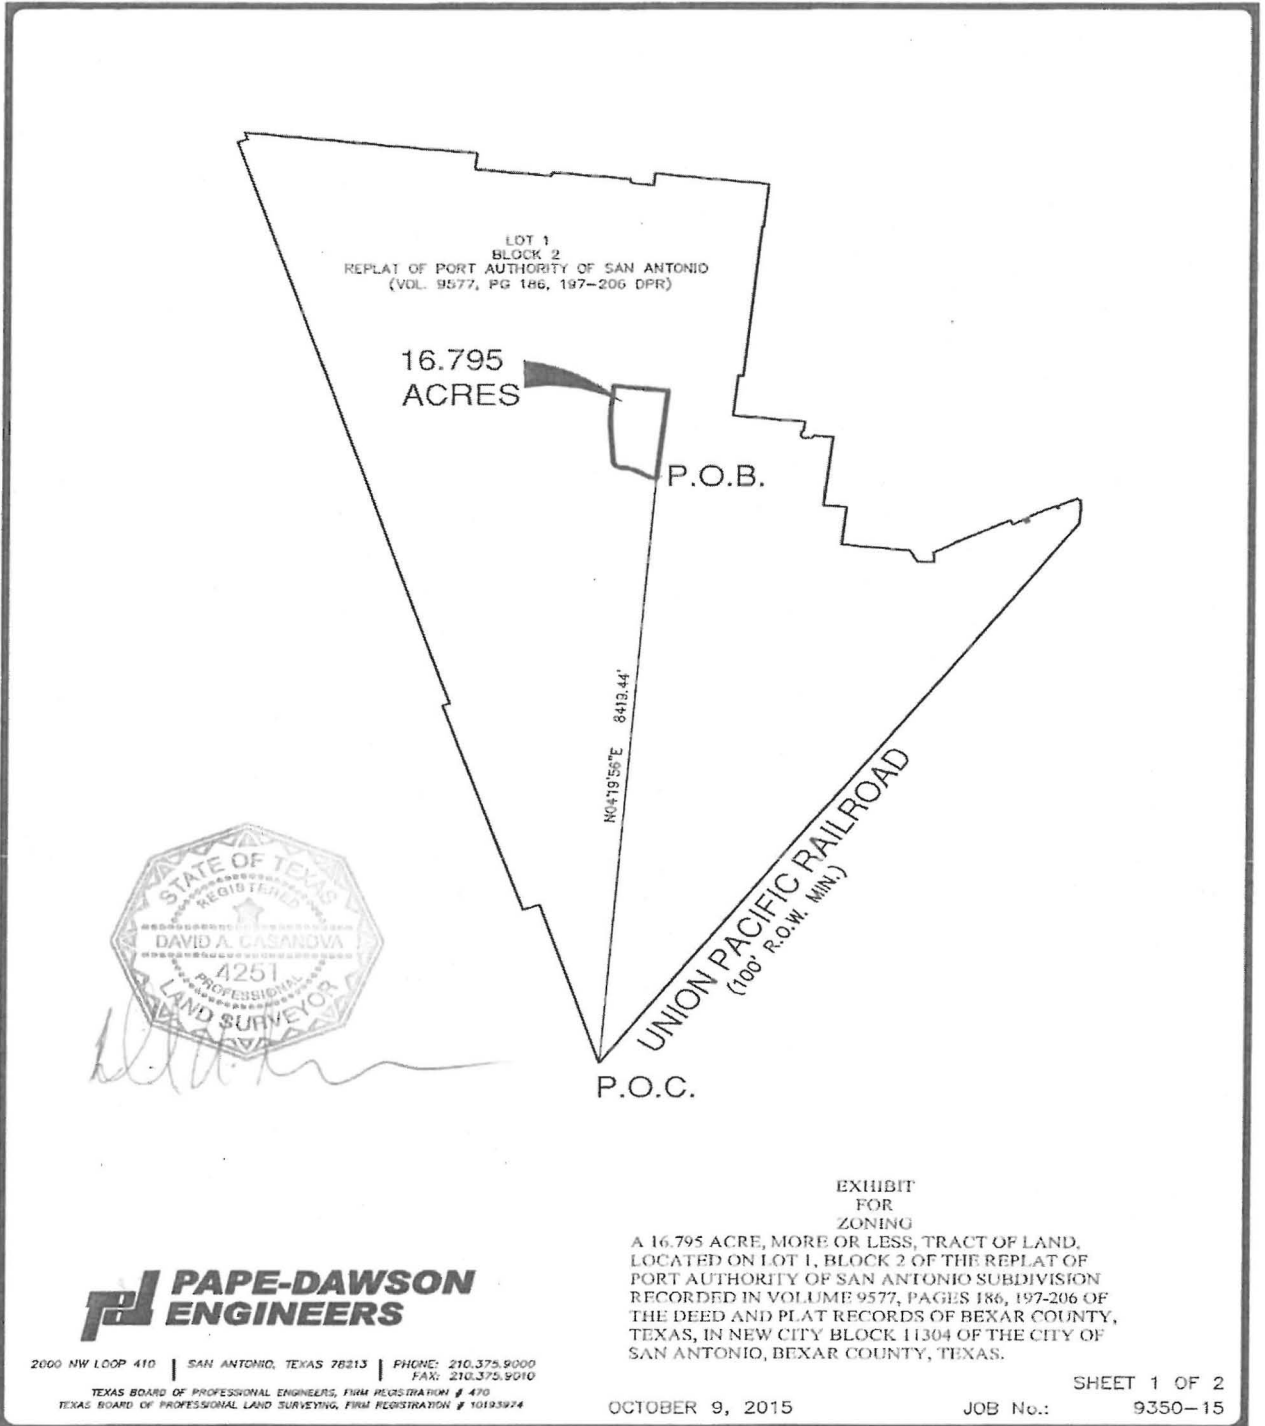 LOT 1
BLOCK 2
REPLAT OF PORT AUTHORITY OF SAN ANTONIO
(VOL. 9577, PG 186, 197-206 DPR)
16.795
ACRES
P.O.B.
N04°19'56"E 8419.44'
UNION PACIFIC RAILROAD
(100' R.O.W. MIN.)
P.O.C.
STATE OF TEXAS
REGISTERED
DAVID A. CASANOVA
4251
PROFESSIONAL
LAND SURVEYOR
EXHIBIT
FOR
ZONING
A 16.795 ACRE, MORE OR LESS, TRACT OF LAND,
LOCATED ON LOT 1, BLOCK 2 OF THE REPLAT OF
PORT AUTHORITY OF SAN ANTONIO SUBDIVISION
RECORDED IN VOLUME 9577, PAGES 186, 197-206 OF
THE DEED AND PLAT RECORDS OF BEXAR COUNTY,
TEXAS, IN NEW CITY BLOCK 11304 OF THE CITY OF
SAN ANTONIO, BEXAR COUNTY, TEXAS.
PAPE-DAWSON
ENGINEERS
2000 NW LOOP 410 | SAN ANTONIO, TEXAS 78213 | PHONE: 210.375.9000
FAX: 210.375.9010
TEXAS BOARD OF PROFESSIONAL ENGINEERS, FIRM REGISTRATION # 470
TEXAS BOARD OF PROFESSIONAL LAND SURVEYING, FIRM REGISTRATION #
OCTOBER 9, 2015
SHEET 1 OF 2
JOB No.: 9350-15